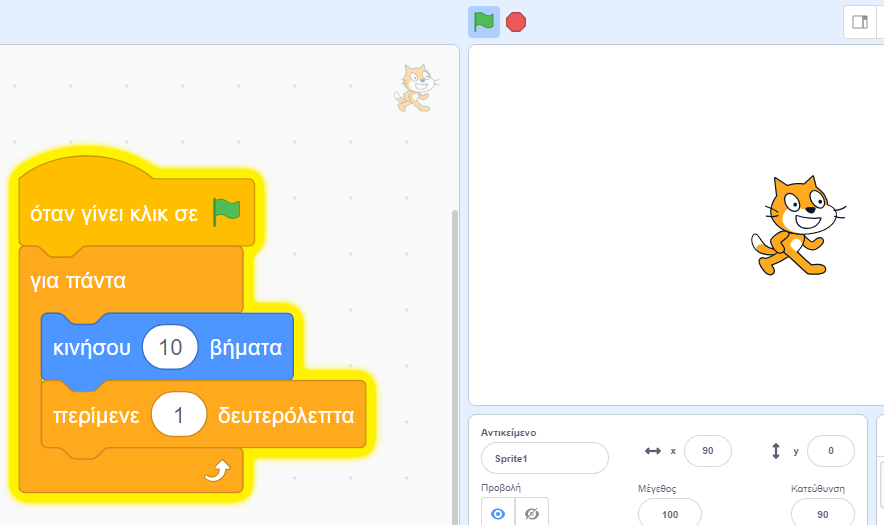 όταν γίνει κλικ σε
για πάντα
κινήσου 10 βήματα
περίμενε 1 δευτερόλεπτα
Αντικείμενο
Sprite1
x 90
y 0
Προβολή
Μέγεθος
100
Κατεύθυνση
90